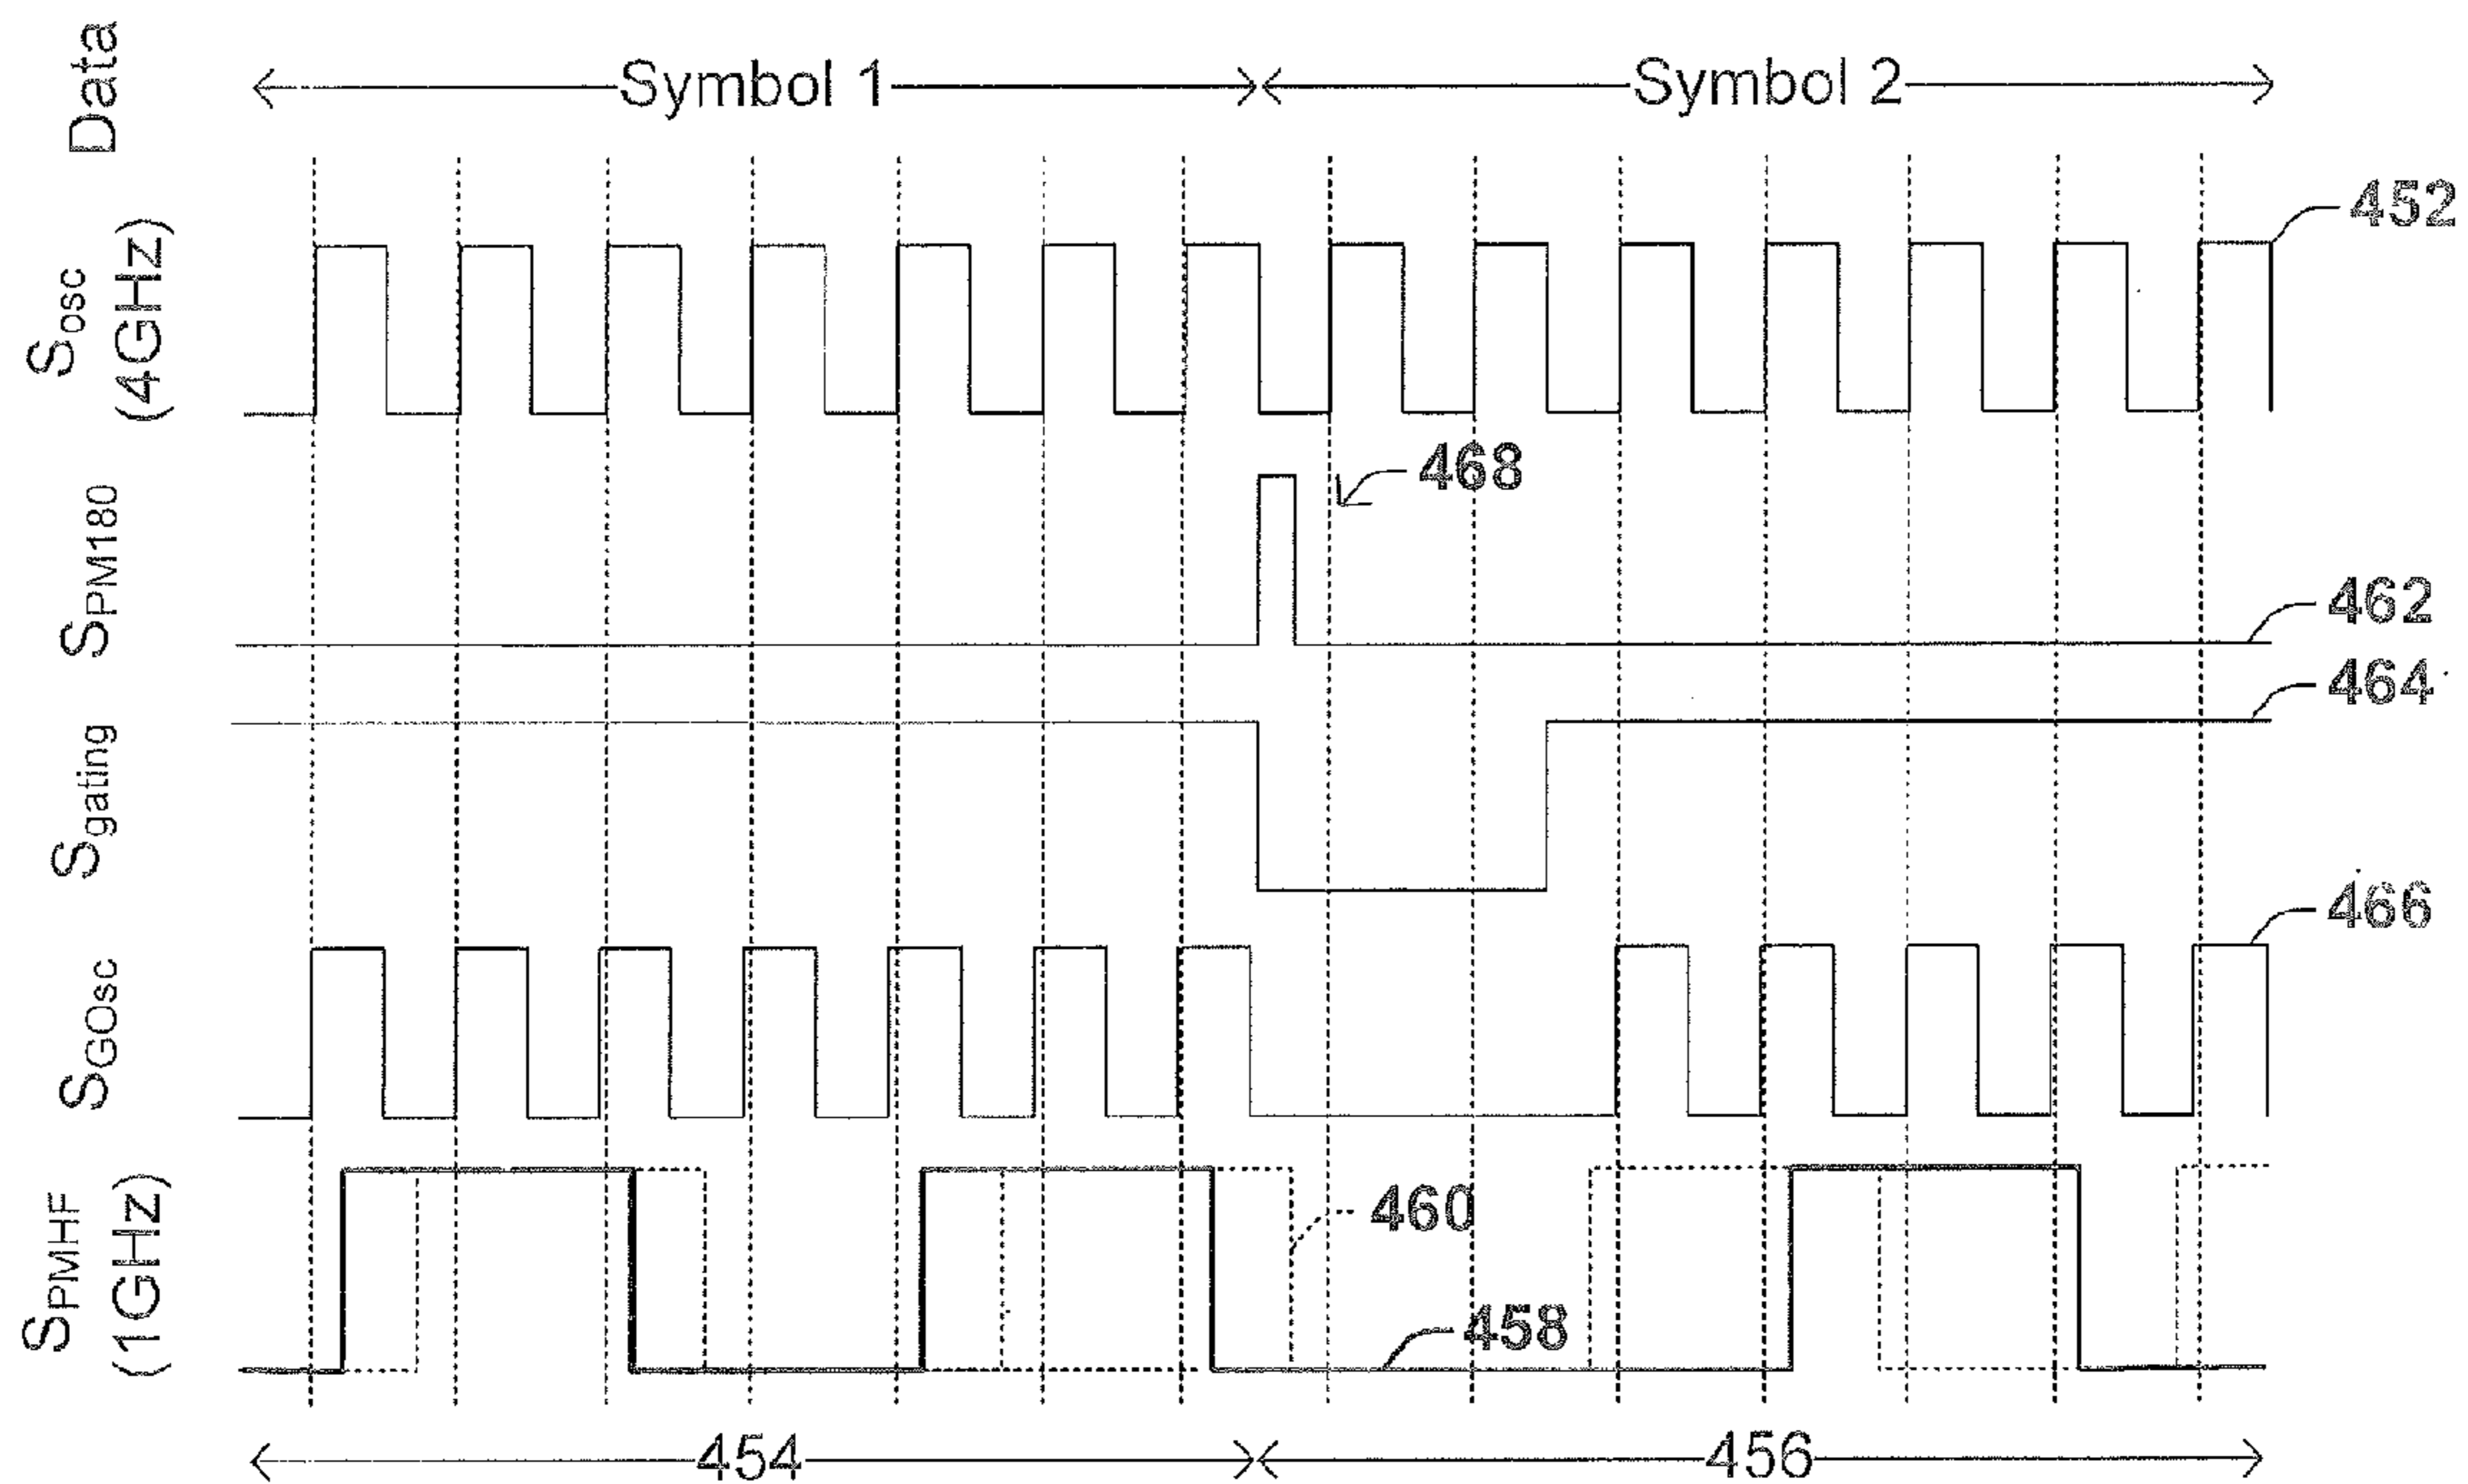 Data
Symbol 1
Symbol 2
Sosc
(4GHz)
452
468
SPM180
462
464
Sgating
466
SGOsc
460
SPMHF
(1GHz)
458
454
456